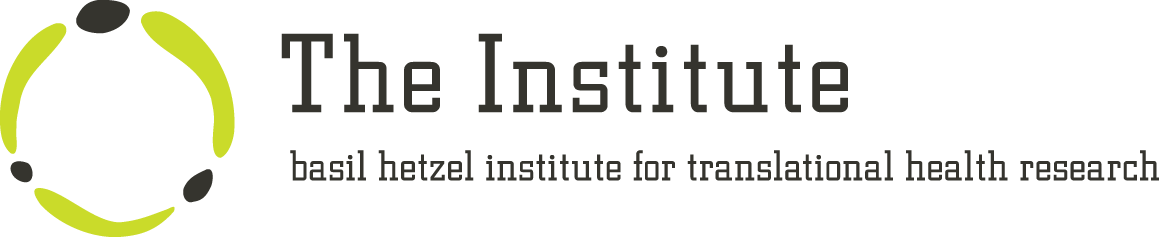 The Institute
basil hetzel institute for translational health research